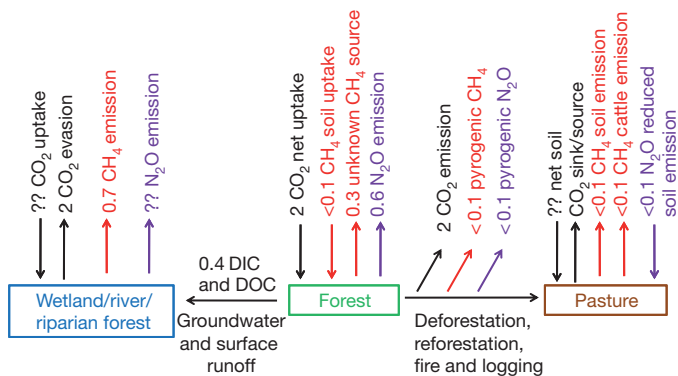 ?? CO₂ uptake
2 CO₂ evasion
0.7 CH₄ emission
?? N₂O emission
2 CO₂ net uptake
<0.1 CH₄ soil uptake
0.3 unknown CH₄ source
0.6 N₂O emission
2 CO₂ emission
<0.1 pyrogenic CH₄
<0.1 pyrogenic N₂O
?? net soil
CO₂ sink/source
<0.1 CH₄ soil emission
<0.1 CH₄ cattle emission
<0.1 N₂O reduced
soil emission
Wetland/river/
riparian forest
0.4 DIC
and DOC
Groundwater
and surface
runoff
Forest
Deforestation,
reforestation,
fire and logging
Pasture